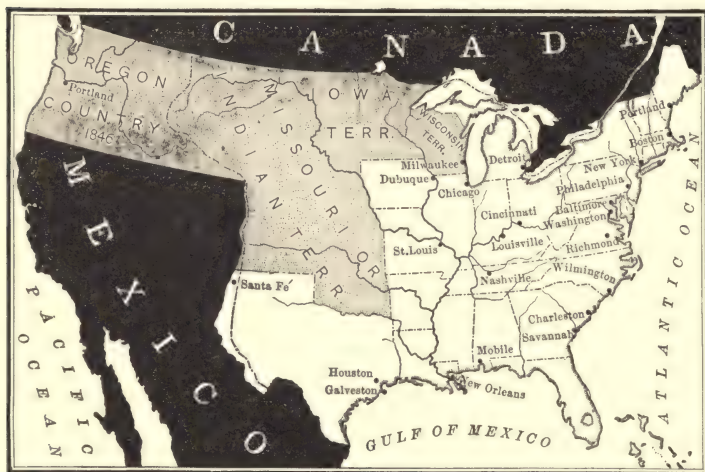 CANADA
OREGON
COUNTRY
1846
Portland
MISSOURI OR
INDIAN TERR.
IOWA
TERR.
WISCONSIN
TERR.
Milwaukee
Dubuque
Chicago
Detroit
Portland
Boston
New York
Philadelphia
Baltimore
Washington
Cincinnati
St. Louis
Louisville
Richmond
Nashville
Wilmington
Santa Fe
Charleston
Savannah
Mobile
Houston
Galveston
New Orleans
MEXICO
PACIFIC
OCEAN
GULF OF MEXICO
ATLANTIC OCEAN